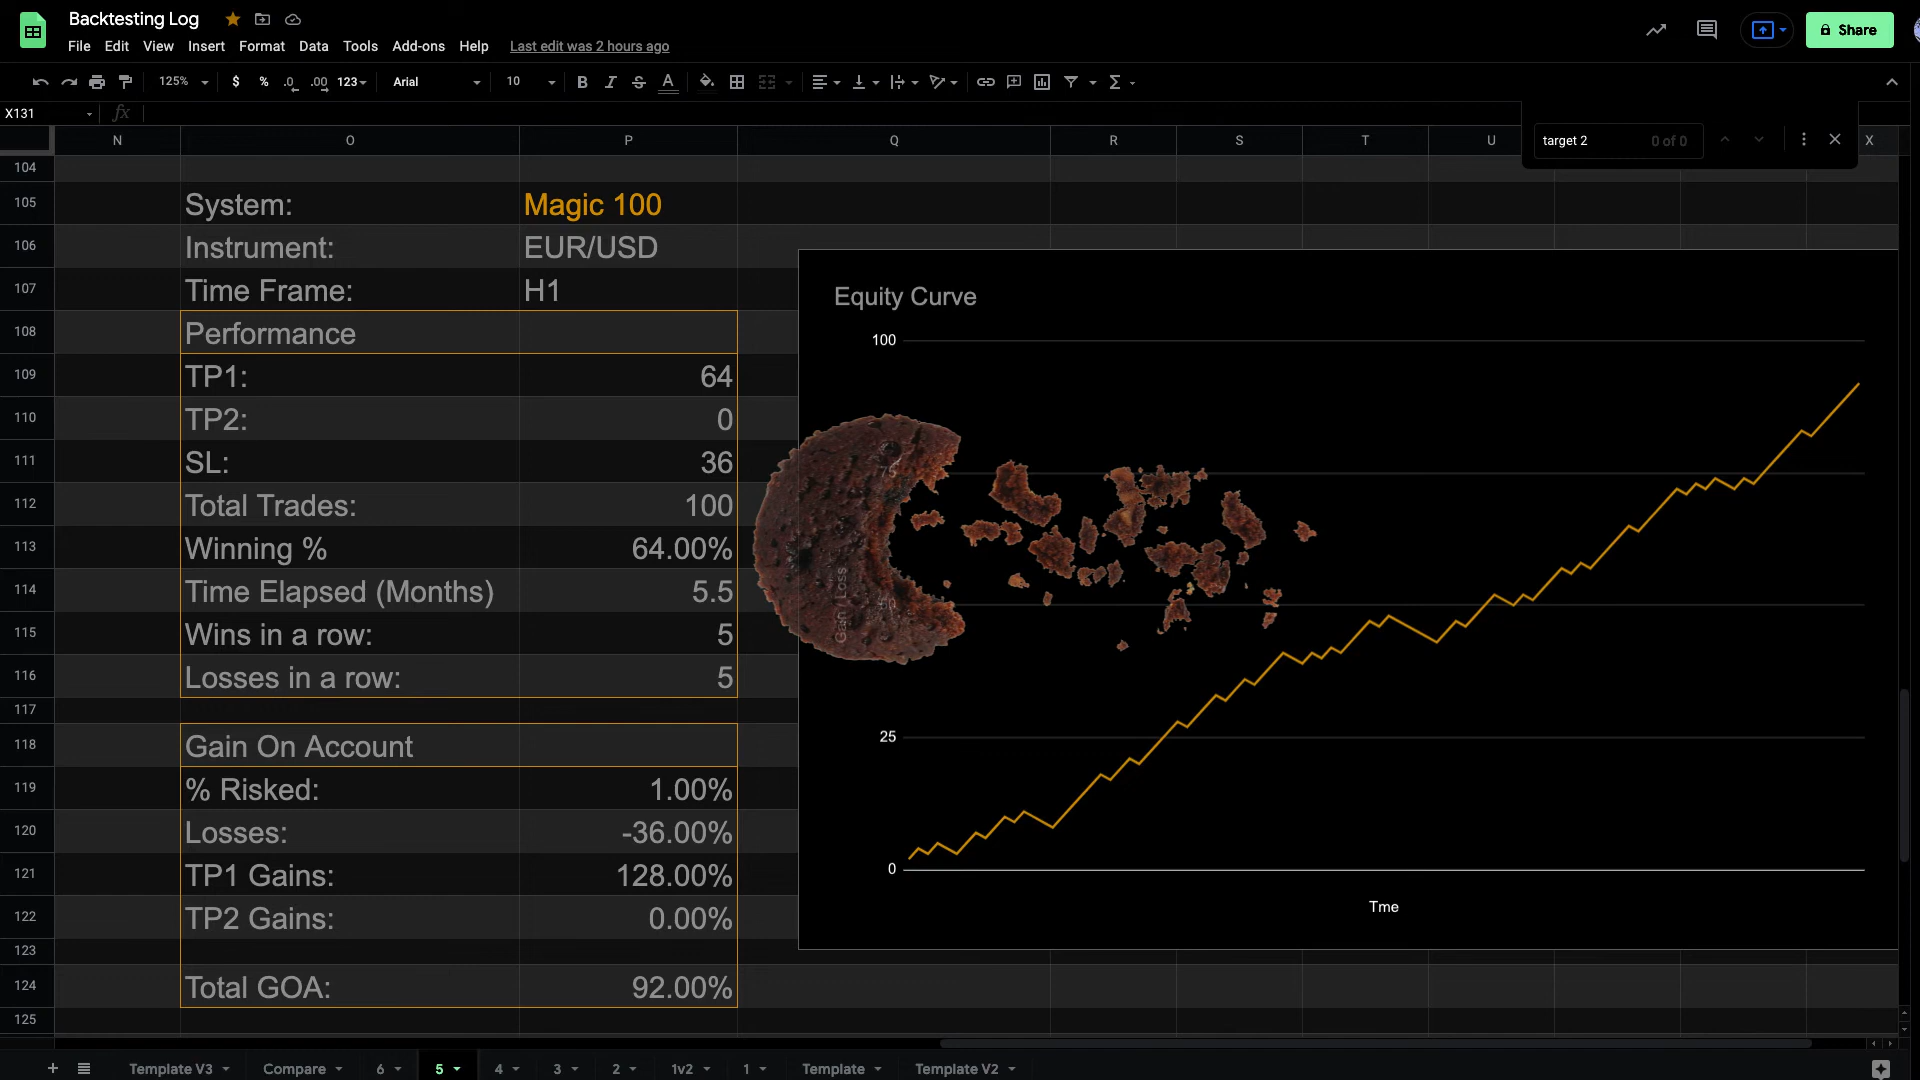 Backtesting Log
File Edit View Insert Format Data Tools Add-ons Help Last edit was 2 hours ago
Share
125% $ % .0 .00 123 Arial 10 B I S A Σ
X131 fx
target 2 0 of 0
N O P Q R S T U X
104
105 System: Magic 100
106 Instrument: EUR/USD
107 Time Frame: H1
108 Performance
109 TP1: 64
110 TP2: 0
111 SL: 36
112 Total Trades: 100
113 Winning % 64.00%
114 Time Elapsed (Months) 5.5
115 Wins in a row: 5
116 Losses in a row: 5
117
118 Gain On Account
119 % Risked: 1.00%
120 Losses: -36.00%
121 TP1 Gains: 128.00%
122 TP2 Gains: 0.00%
123
124 Total GOA: 92.00%
125
Equity Curve
100
Gain / Loss
25
0
Tme
Template V3 Compare 6 5 4 3 2 1v2 1 Template Template V2